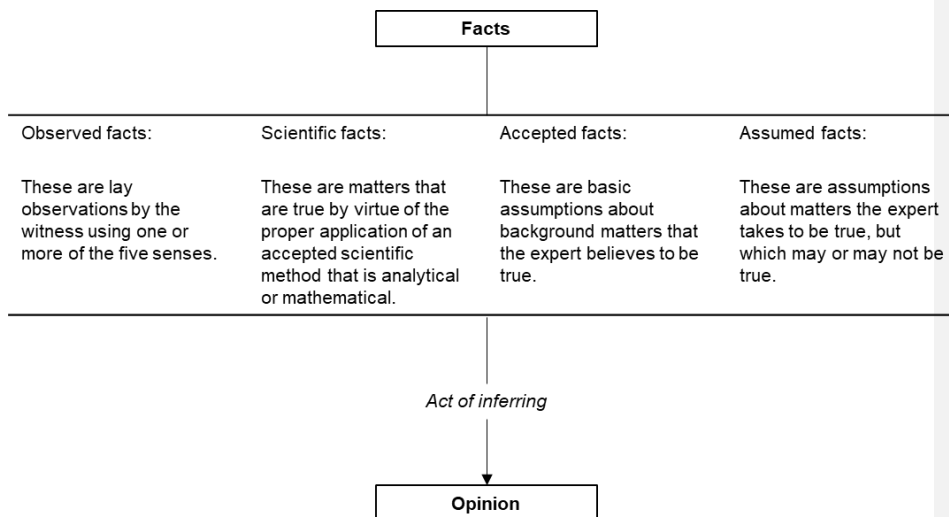 Facts
Observed facts:
These are lay
observations by the
witness using one or
more of the five senses.
Scientific facts:
These are matters that
are true by virtue of the
proper application of an
accepted scientific
method that is analytical
or mathematical.
Accepted facts:
These are basic
assumptions about
background matters that
the expert believes to be
true.
Assumed facts:
These are assumptions
about matters the expert
takes to be true, but
which may or may not be
true.
Act of inferring
Opinion